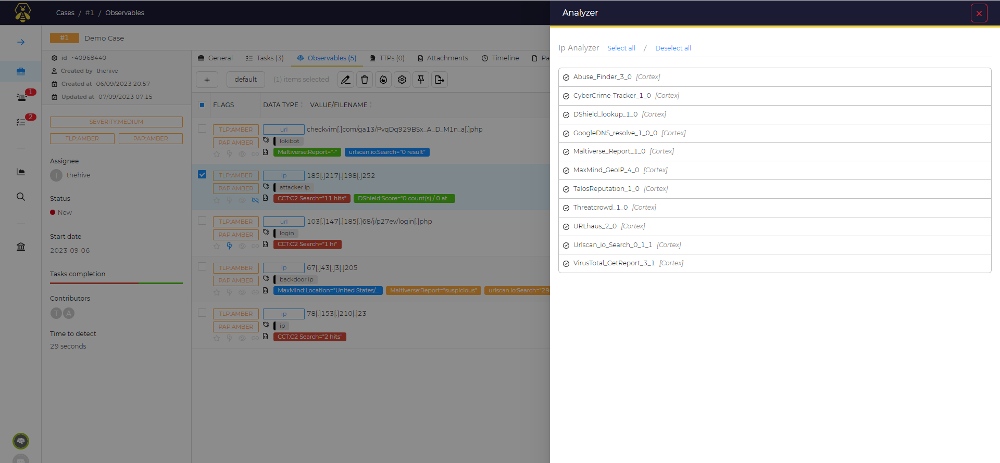 Cases / #1 / Observables
Analyzer
#1 Demo Case
id ~40968440
Created by thehive
Created at 06/09/2023 20:57
Updated at 07/09/2023 07:15
SEVERITY:MEDIUM
TLP:AMBER PAP:AMBER
Assignee
T thehive
Status
New
Start date
2023-09-06
Tasks completion
Contributors
T A
Time to detect
29 seconds
1
2
General Tasks (3) Observables (5) TTPs (0) Attachments Timeline Pa
+ default (1) items selected
FLAGS DATA TYPE VALUE/FILENAME
TLP:AMBER url checkvim[.]com/ga13/PvqDq929BSx_A_D_M1n_a[.]php
PAP:AMBER lokibot
Maltiverse:Report="-" urlscan.io:Search="0 result"
TLP:AMBER ip 185[.]217[.]198[.]252
PAP:AMBER attacker ip
CCT:C2 Search="11 hits" DShield:Score="0 count(s) / 0 at...
TLP:AMBER url 103[.]147[.]185[.]68/j/p27ev/login[.]php
PAP:AMBER login
CCT:C2 Search="1 hi"
TLP:AMBER ip 67[.]43[.]3[.]205
PAP:AMBER backdoor ip
MaxMind:Location="United States/... Maltiverse:Report="suspicious" urlscan.io:Search="29
TLP:AMBER ip 78[.]153[.]210[.]23
PAP:AMBER ip
CCT:C2 Search="2 hits"
Ip Analyzer Select all / Deselect all
Abuse_Finder_3_0 [Cortex]
CyberCrime-Tracker_1_0 [Cortex]
DShield_lookup_1_0 [Cortex]
GoogleDNS_resolve_1_0_0 [Cortex]
Maltiverse_Report_1_0 [Cortex]
MaxMind_GeoIP_4_0 [Cortex]
TalosReputation_1_0 [Cortex]
Threatcrowd_1_0 [Cortex]
URLhaus_2_0 [Cortex]
Urlscan_io_Search_0_1_1 [Cortex]
VirusTotal_GetReport_3_1 [Cortex]